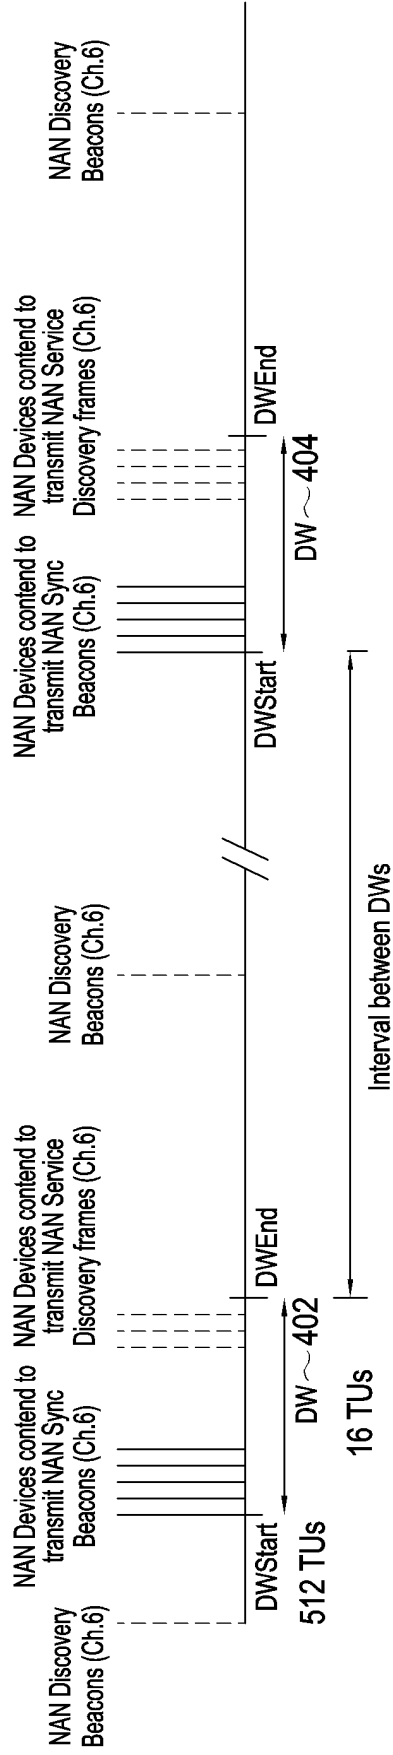 NAN Discovery
Beacons (Ch.6)
NAN Devices contend to
transmit NAN Sync
Beacons (Ch.6)
NAN Devices contend to
transmit NAN Service
Discovery frames (Ch.6)
NAN Discovery
Beacons (Ch.6)
NAN Devices contend to
transmit NAN Sync
Beacons (Ch.6)
NAN Devices contend to
transmit NAN Service
Discovery frames (Ch.6)
NAN Discovery
Beacons (Ch.6)
DWStart
DWEnd
DWStart
DWEnd
512 TUs
DW 402
DW 404
16 TUs
Interval between DWs